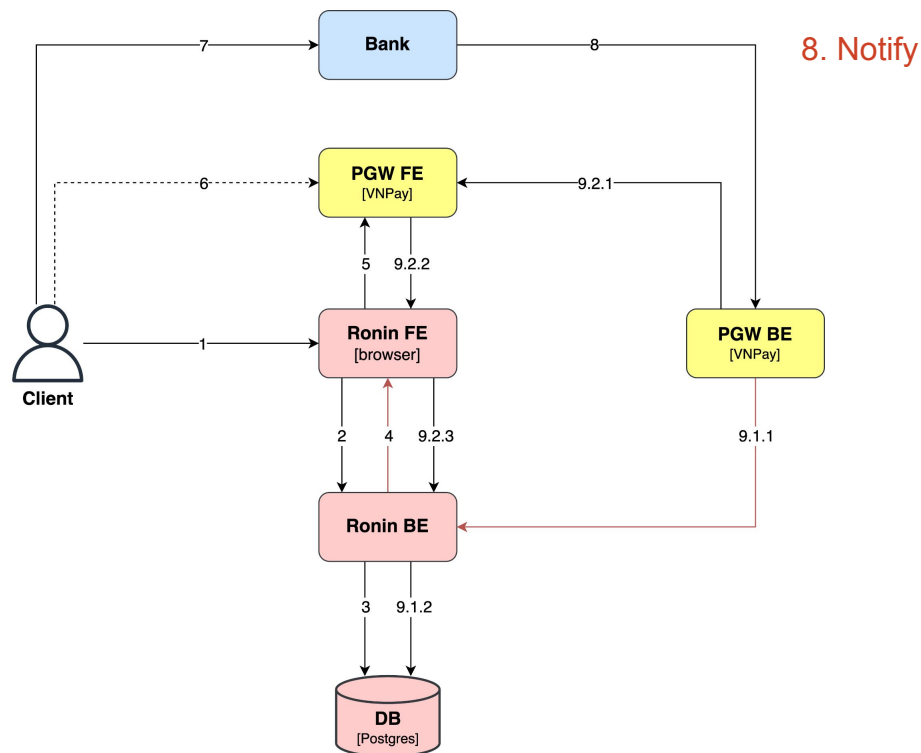 7
Bank
8
8. Notify
6
PGW FE
[VNPay]
9.2.1
5
9.2.2
1
Ronin FE
[browser]
PGW BE
[VNPay]
Client
2
4
9.2.3
9.1.1
Ronin BE
3
9.1.2
DB
[Postgres]